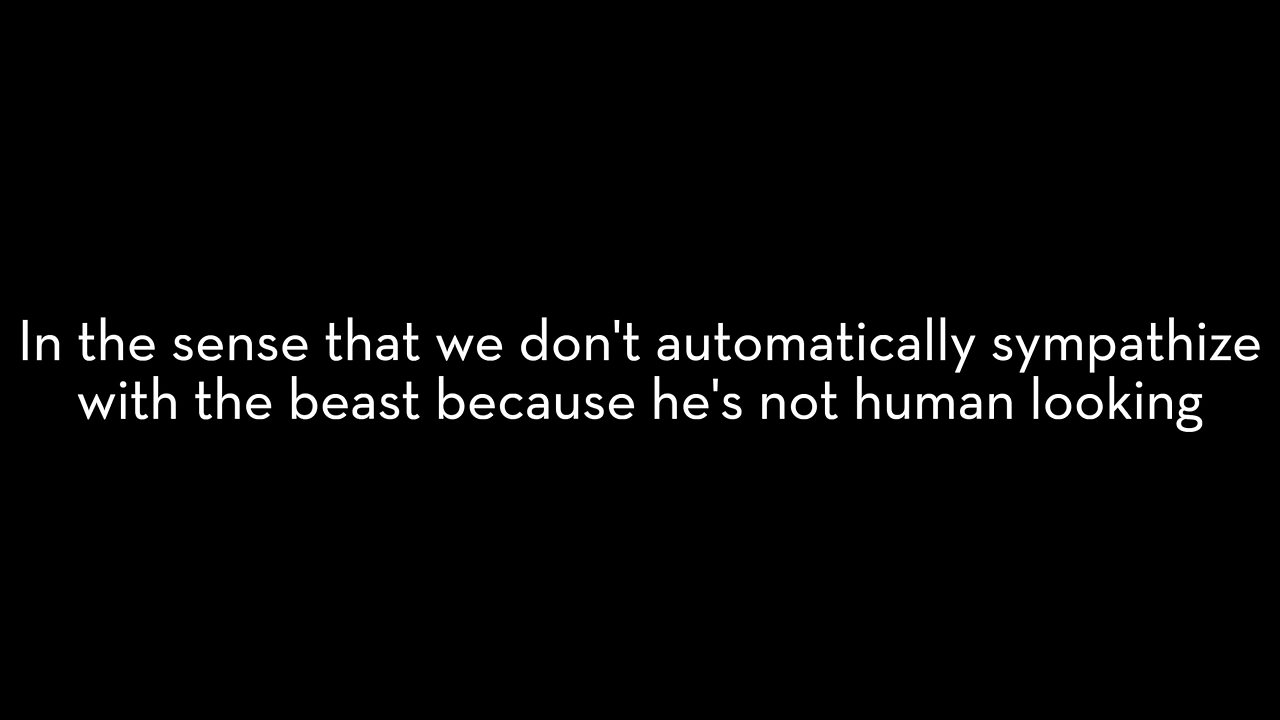 In the sense that we don't automatically sympathize
with the beast because he's not human looking